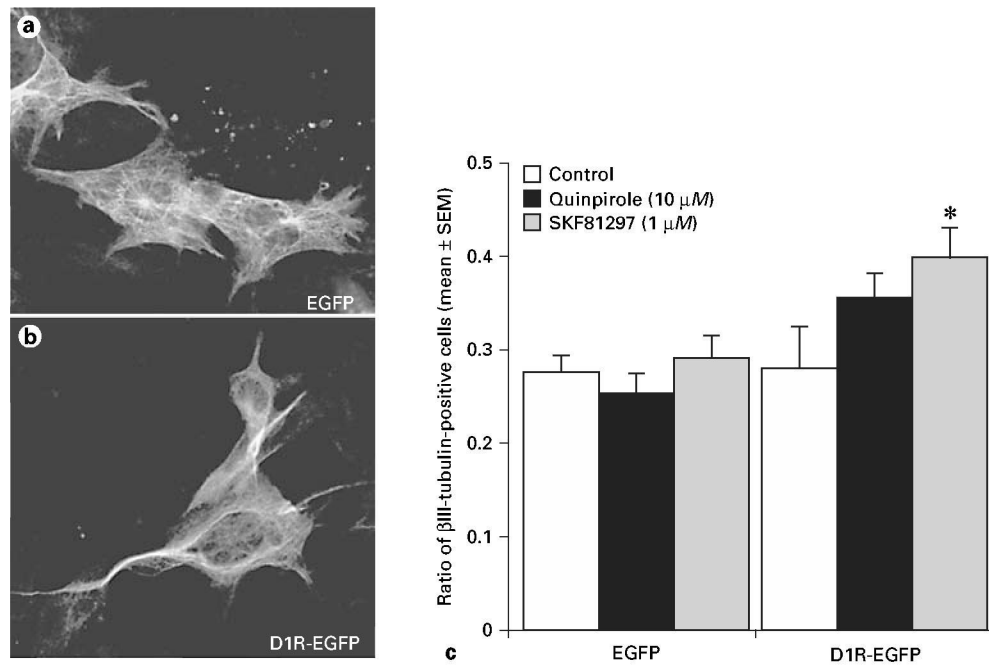 a
EGFP
b
D1R-EGFP
Ratio of βIII-tubulin-positive cells (mean ± SEM)
0.5
0.4
0.3
0.2
0.1
0
Control
Quinpirole (10 μM)
SKF81297 (1 μM)
*
EGFP
D1R-EGFP
c